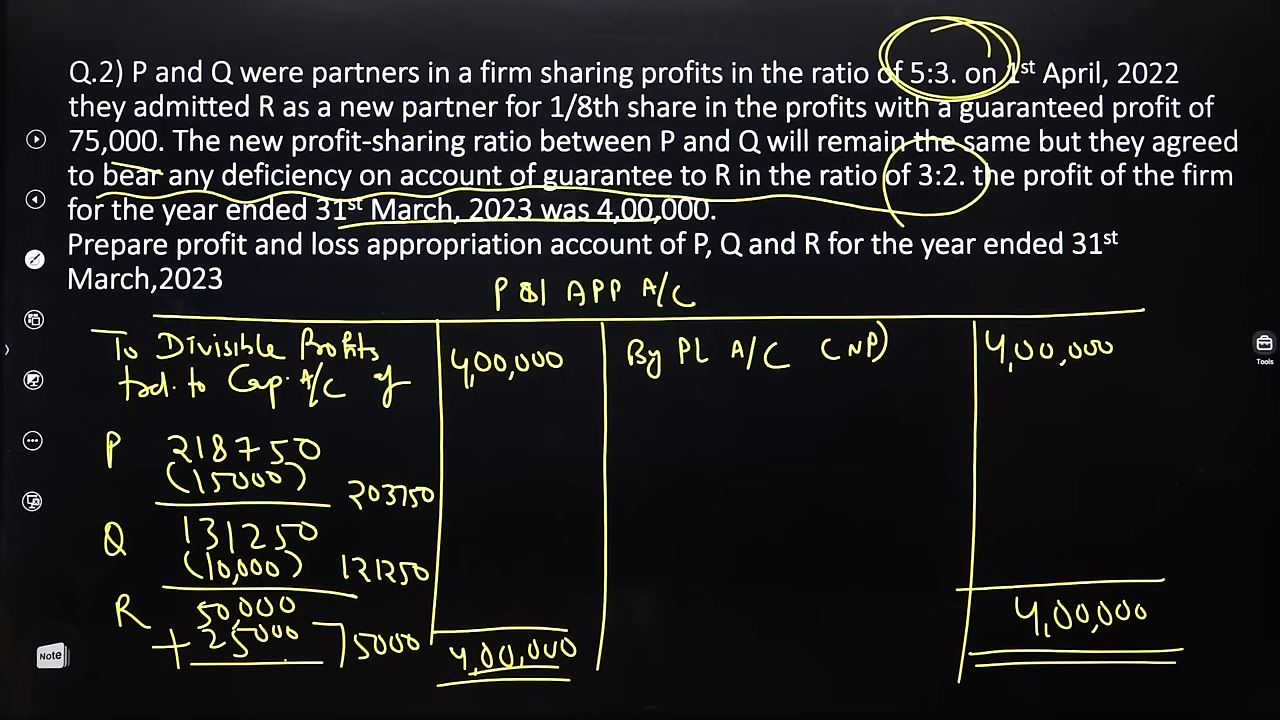 Q.2) P and Q were partners in a firm sharing profits in the ratio of 5:3. on 1st April, 2022
they admitted R as a new partner for 1/8th share in the profits with a guaranteed profit of
75,000. The new profit-sharing ratio between P and Q will remain the same but they agreed
to bear any deficiency on account of guarantee to R in the ratio of 3:2. the profit of the firm
for the year ended 31st March, 2023 was 4,00,000.
Prepare profit and loss appropriation account of P, Q and R for the year ended 31st
March,2023
P&l APP A/C
To Divisible Profits 4,00,000 By PL A/C (NP) 4,00,000
tad. to Cap. A/C of
P 218750
(15000) 203750
Q 131250
(10,000) 121250
R 50,000
+25000 75000 4,00,000 4,00,000
Tools
Note